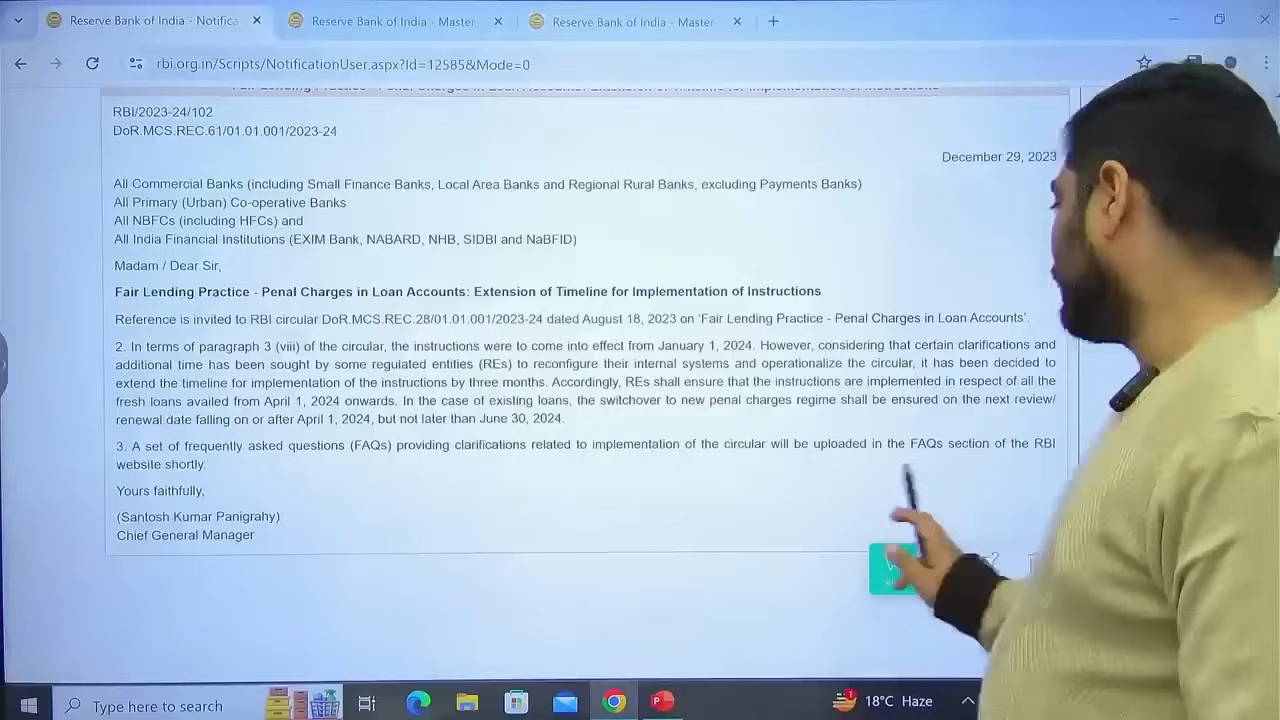 Reserve Bank of India - Notifica
Reserve Bank of India - Master
Reserve Bank of India - Master
rbi.org.in/Scripts/NotificationUser.aspx?Id=12585&Mode=0
RBI/2023-24/102
DoR.MCS.REC.61/01.01.001/2023-24
December 29, 2023
All Commercial Banks (including Small Finance Banks, Local Area Banks and Regional Rural Banks, excluding Payments Banks)
All Primary (Urban) Co-operative Banks
All NBFCs (including HFCs) and
All India Financial Institutions (EXIM Bank, NABARD, NHB, SIDBI and NaBFID)
Madam / Dear Sir,
Fair Lending Practice - Penal Charges in Loan Accounts: Extension of Timeline for Implementation of Instructions
Reference is invited to RBI circular DoR.MCS.REC.28/01.01.001/2023-24 dated August 18, 2023 on 'Fair Lending Practice - Penal Charges in Loan Accounts'.
2. In terms of paragraph 3 (viii) of the circular, the instructions were to come into effect from January 1, 2024. However, considering that certain clarifications and
additional time has been sought by some regulated entities (REs) to reconfigure their internal systems and operationalize the circular, it has been decided to
extend the timeline for implementation of the instructions by three months. Accordingly, REs shall ensure that the instructions are implemented in respect of all the
fresh loans availed from April 1, 2024 onwards. In the case of existing loans, the switchover to new penal charges regime shall be ensured on the next review/
renewal date falling on or after April 1, 2024, but not later than June 30, 2024.
3. A set of frequently asked questions (FAQs) providing clarifications related to implementation of the circular will be uploaded in the FAQs section of the RBI
website shortly.
Yours faithfully,
(Santosh Kumar Panigrahy)
Chief General Manager
Type here to search
1
18°C Haze